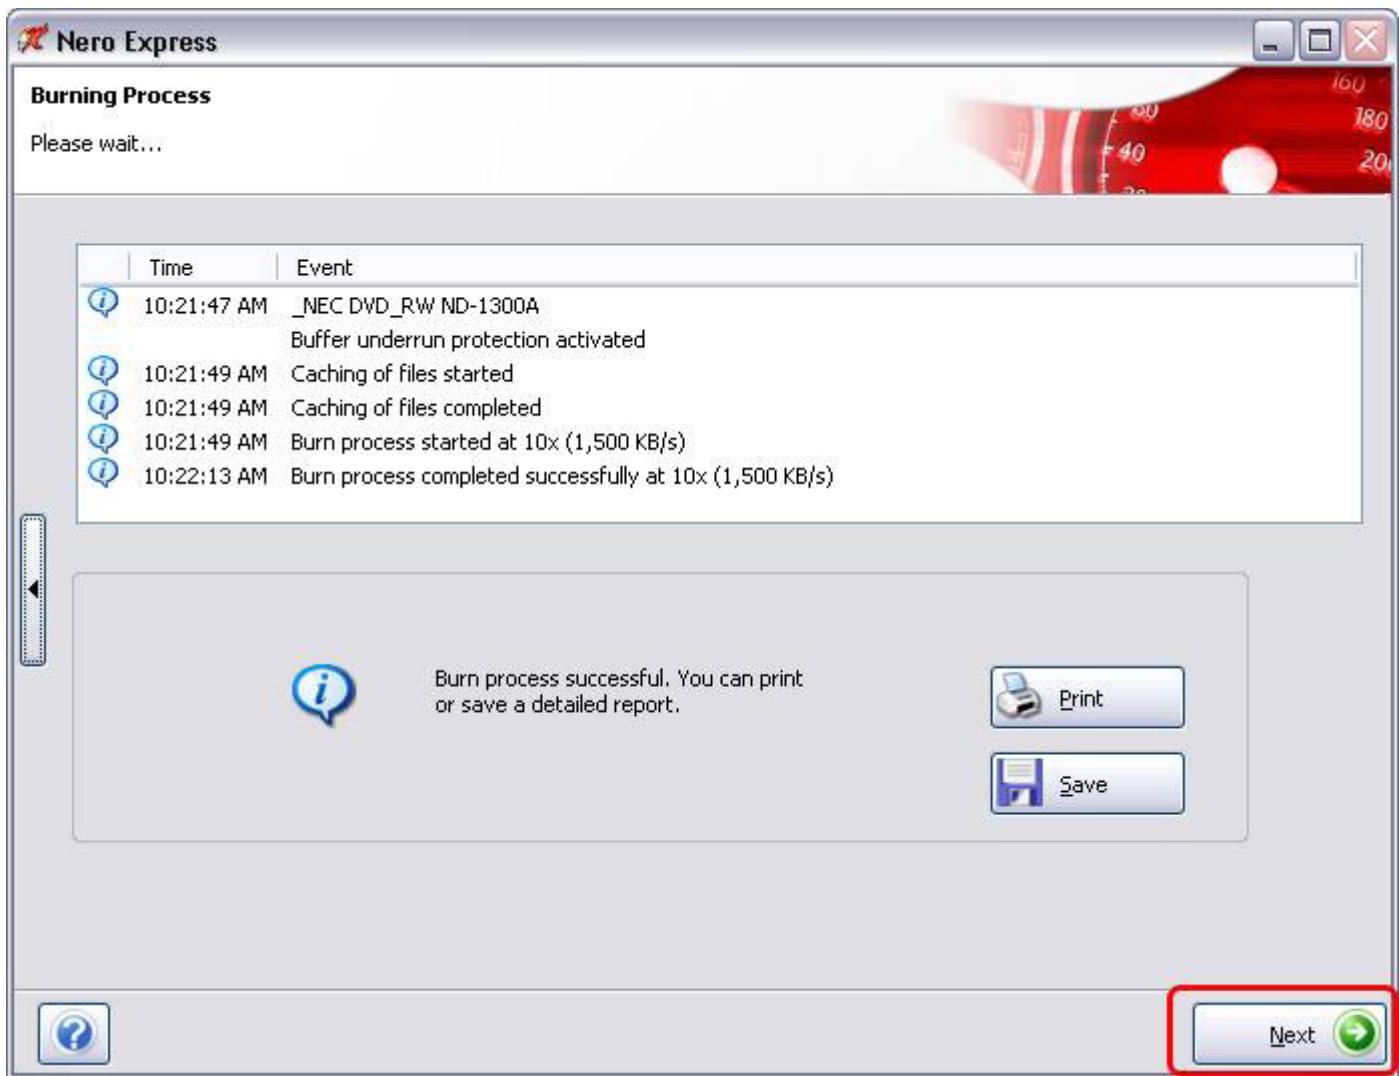 Nero Express
Burning Process
Please wait...
160
180
200
60
40
20
Time Event
10:21:47 AM _NEC DVD_RW ND-1300A
Buffer underrun protection activated
10:21:49 AM Caching of files started
10:21:49 AM Caching of files completed
10:21:49 AM Burn process started at 10x (1,500 KB/s)
10:22:13 AM Burn process completed successfully at 10x (1,500 KB/s)
Burn process successful. You can print
or save a detailed report.
Print
Save
Next